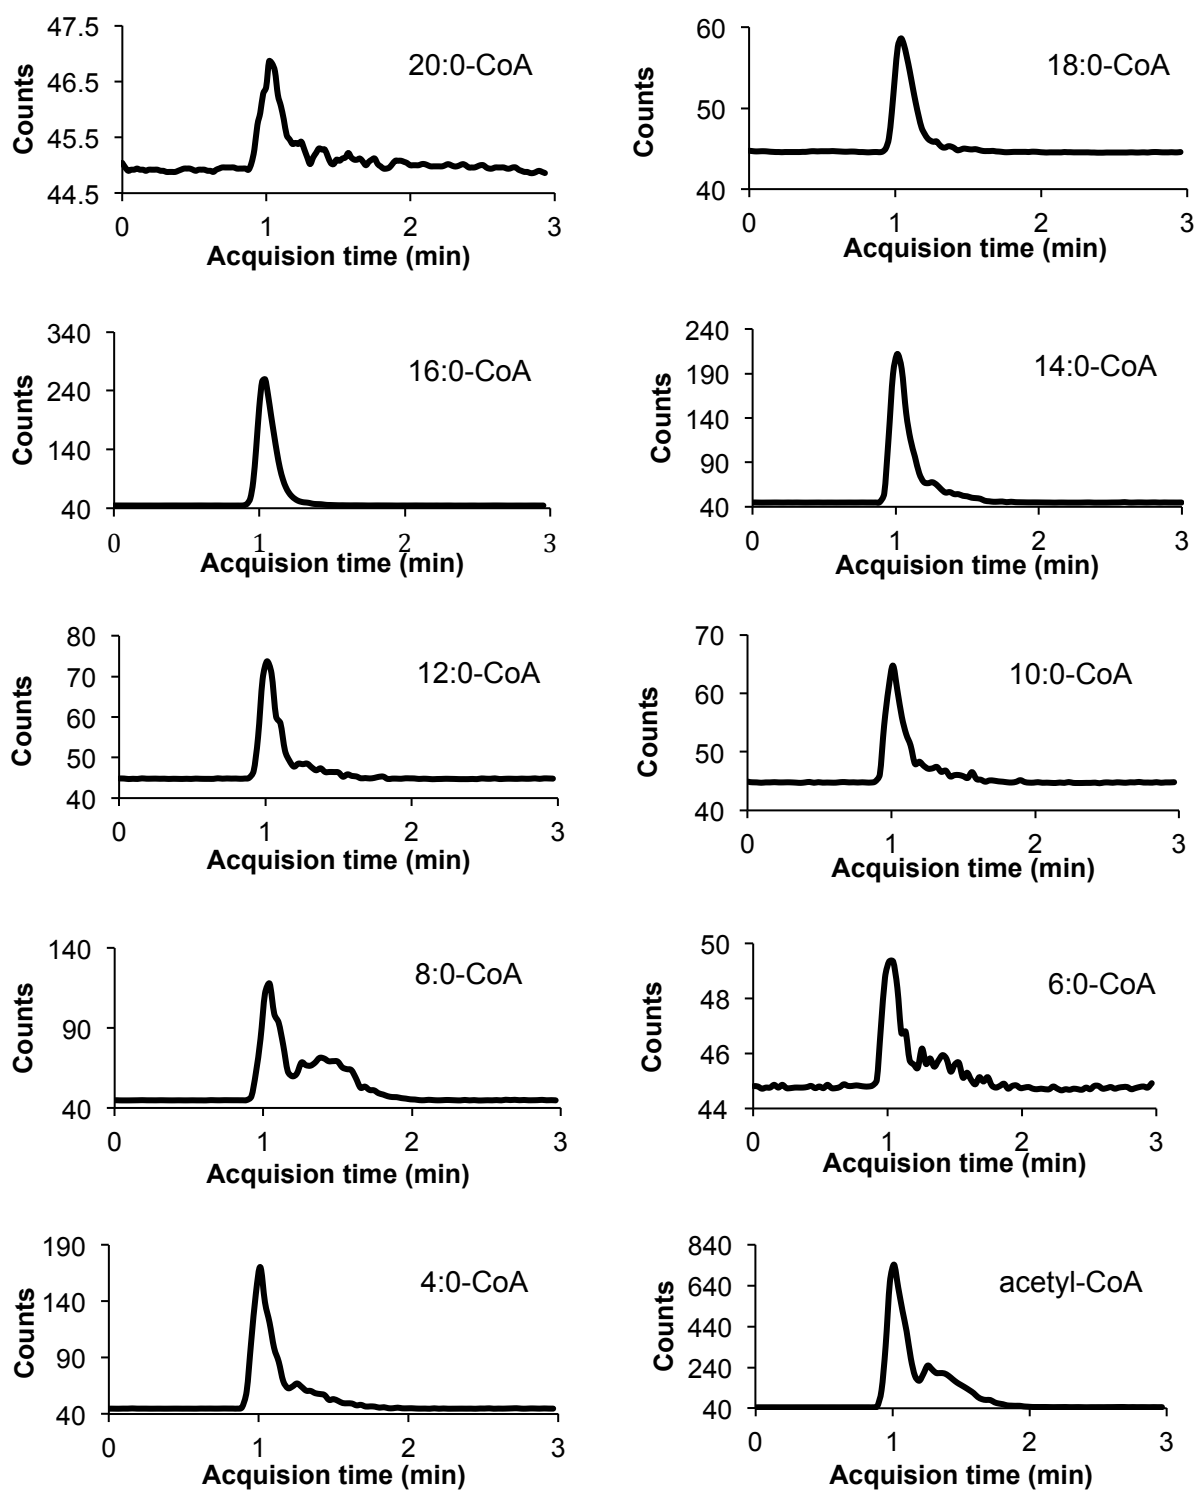 20:0-CoA
Counts
47.5
46.5
45.5
44.5
0 1 2 3
Acquision time (min)
18:0-CoA
Counts
60
50
40
0 1 2 3
Acquision time (min)
16:0-CoA
Counts
340
240
140
40
0 1 2 3
Acquision time (min)
14:0-CoA
Counts
240
190
140
90
40
0 1 2 3
Acquision time (min)
12:0-CoA
Counts
80
70
60
50
40
0 1 2 3
Acquision time (min)
10:0-CoA
Counts
70
60
50
40
0 1 2 3
Acquision time (min)
8:0-CoA
Counts
140
90
40
0 1 2 3
Acquision time (min)
6:0-CoA
Counts
50
48
46
44
0 1 2 3
Acquision time (min)
4:0-CoA
Counts
190
140
90
40
0 1 2 3
Acquision time (min)
acetyl-CoA
Counts
840
640
440
240
40
0 1 2 3
Acquision time (min)